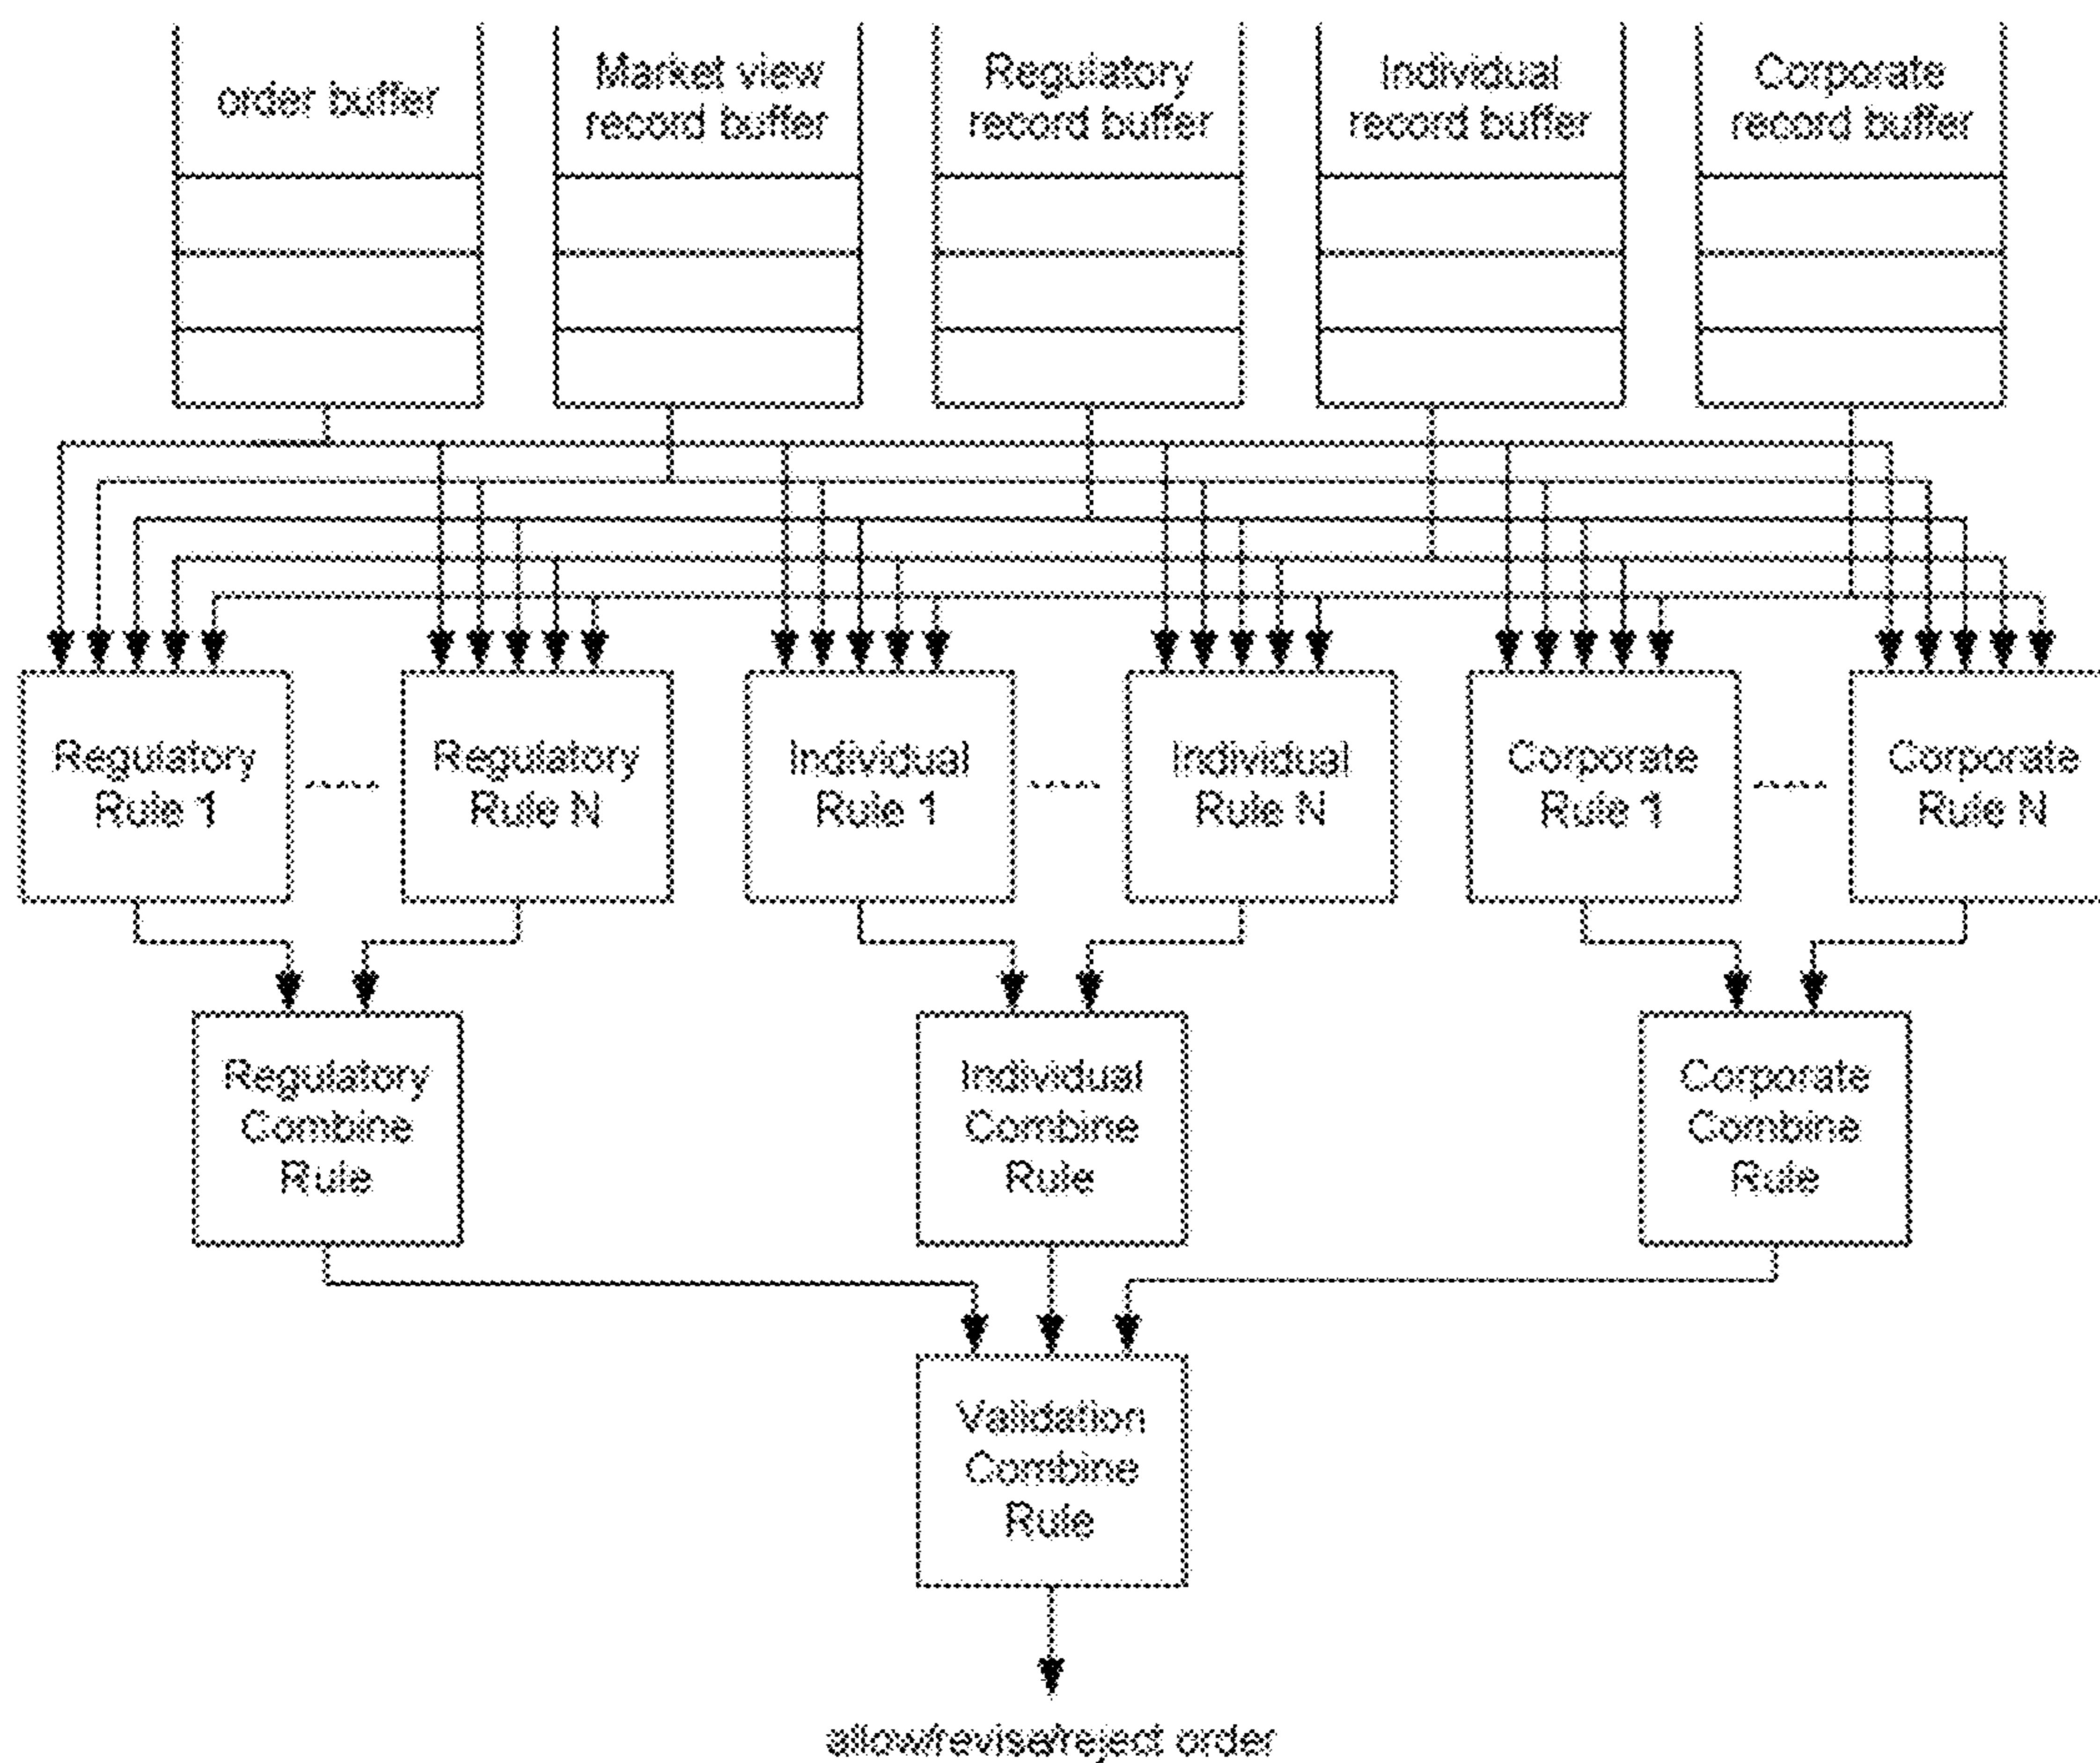 order buffer
Market view
record buffer
Regulatory
record buffer
Individual
record buffer
Corporate
record buffer
Regulatory
Rule 1
Regulatory
Rule N
Individual
Rule 1
Individual
Rule N
Corporate
Rule 1
Corporate
Rule N
Regulatory
Combine
Rule
Individual
Combine
Rule
Corporate
Combine
Rule
Validation
Combine
Rule
allow/revise/reject order